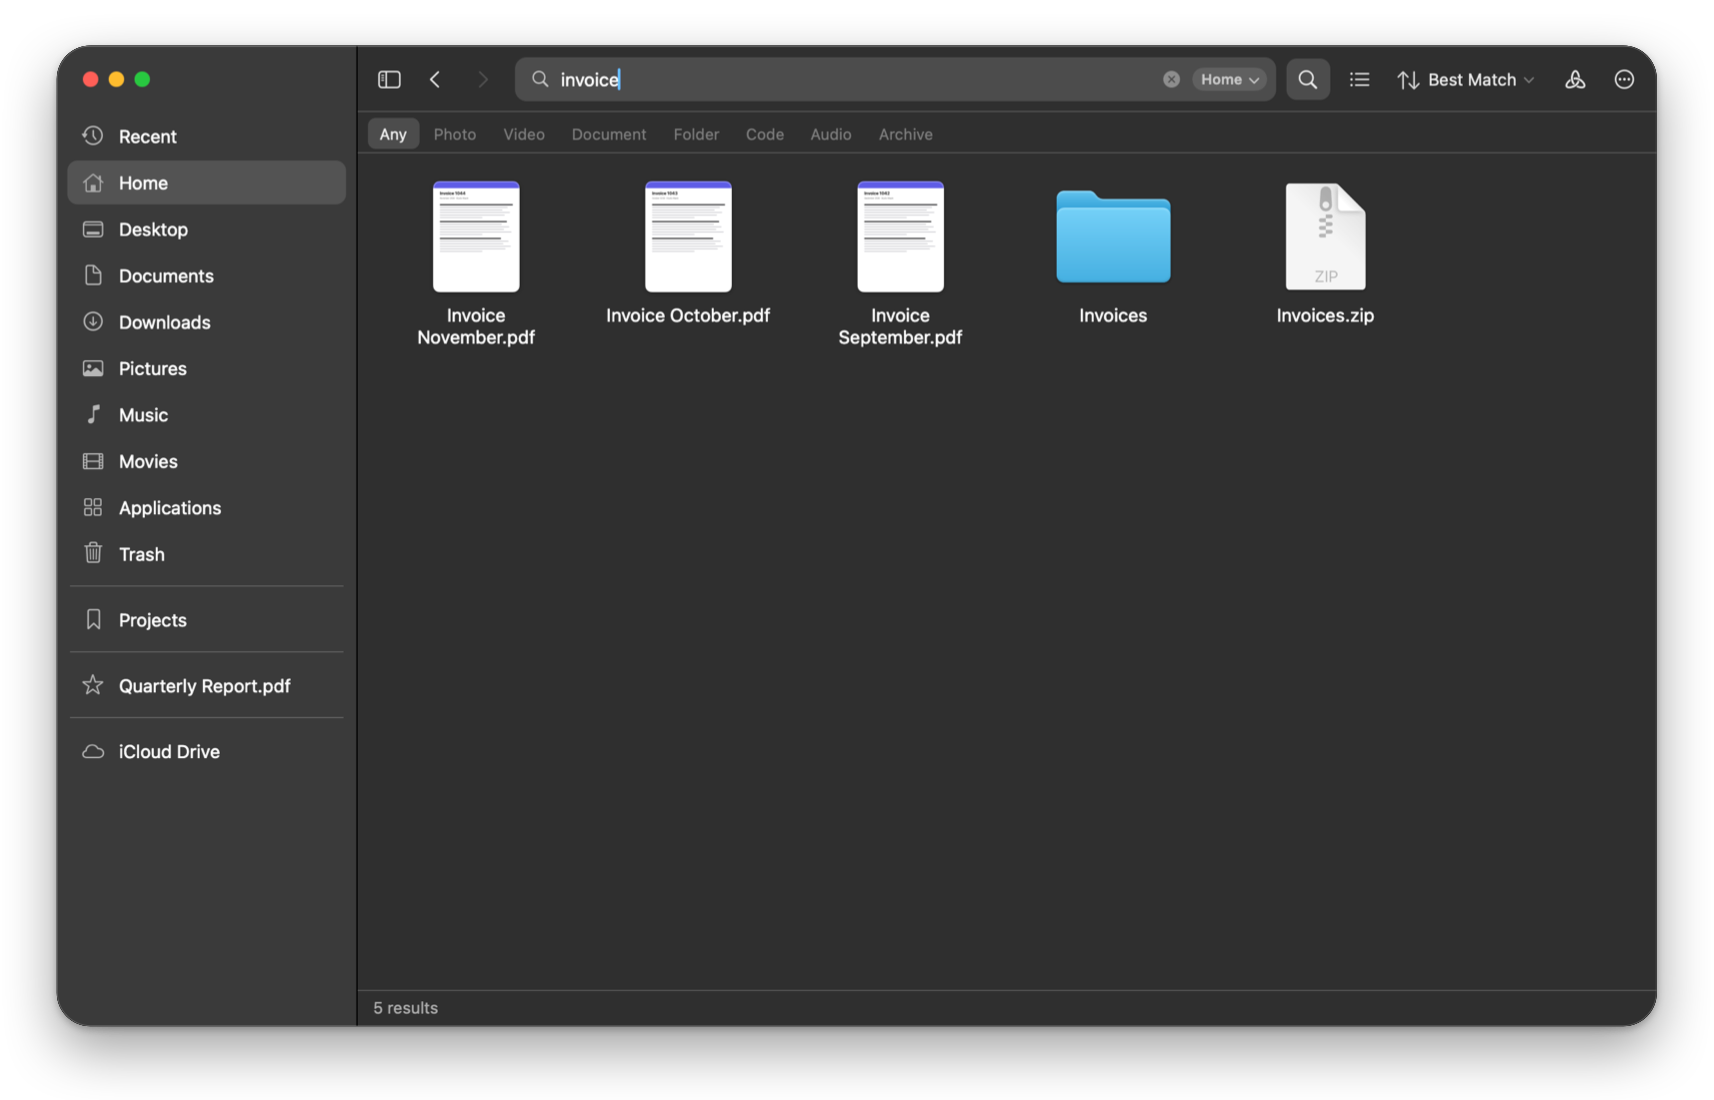 invoice
Home
Best Match
Recent
Home
Desktop
Documents
Downloads
Pictures
Music
Movies
Applications
Trash
Projects
Quarterly Report.pdf
iCloud Drive
Any
Photo
Video
Document
Folder
Code
Audio
Archive
Invoice
November.pdf
Invoice October.pdf
Invoice
September.pdf
Invoices
ZIP
Invoices.zip
5 results